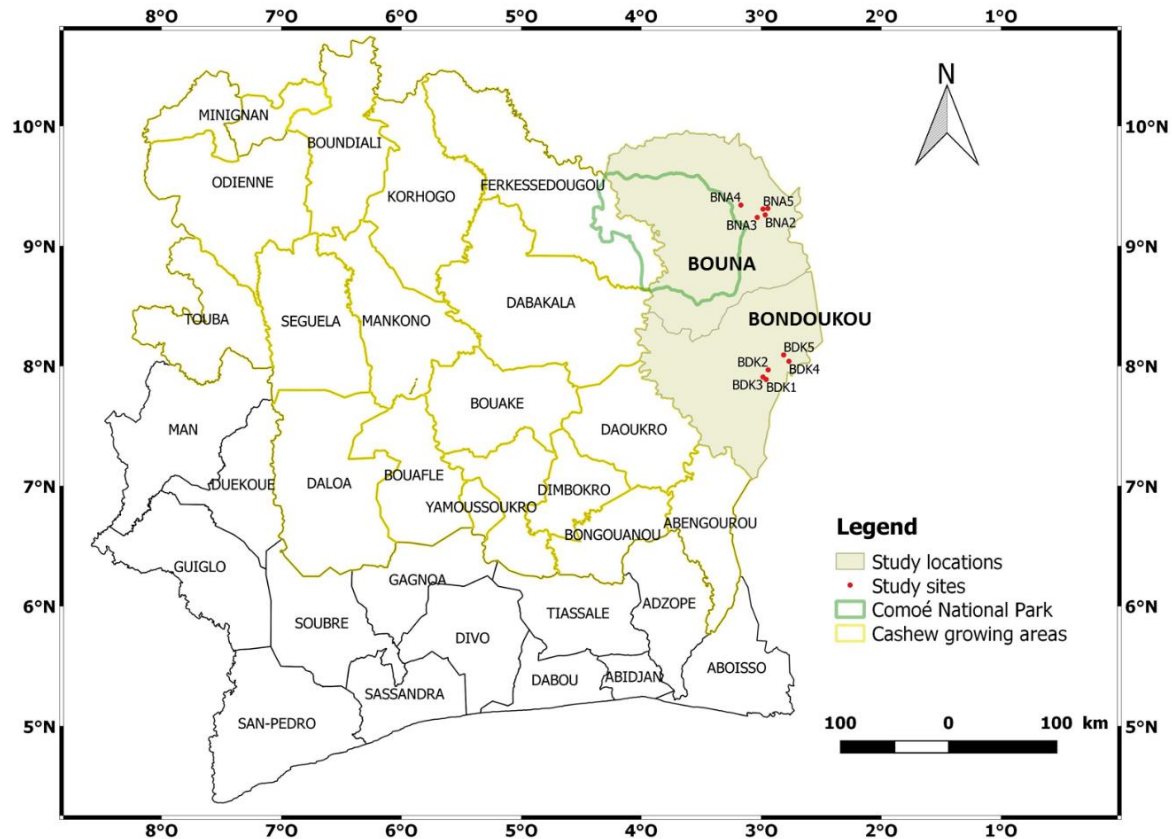 8°O 7°O 6°O 5°O 4°O 3°O 2°O 1°O
N
MINIGNAN
10°N 10°N
BOUNDIALI
ODIENNE
KORHOGO
FERKESSEDOUGOU
BNA4 BNA5
BNA3 BNA2
9°N 9°N
BOUNA
DABAKALA
BONDOUKOU
TOUBA SEGUELA MANKONO
BDK5
8°N BDK2 BDK4 8°N
BDK3 BDK1
BOUAKE
MAN DAOUKRO
7°N DUEKOUE DALOA BOUAFLE DIMBOKRO 7°N
YAMOUSSOUKRO
ABENGOUROU
BONGOUANOU
Legend
Study locations
Study sites
Comoé National Park
Cashew growing areas
GUIGLO
GAGNOA
6°N ADZOPE 6°N
SOUBRE TIASSALE
DIVO
ABOISSO
SASSANDRA DABOU ABIDJAN
SAN-PEDRO
5°N 5°N
100 0 100 km
8°O 7°O 6°O 5°O 4°O 3°O 2°O 1°O